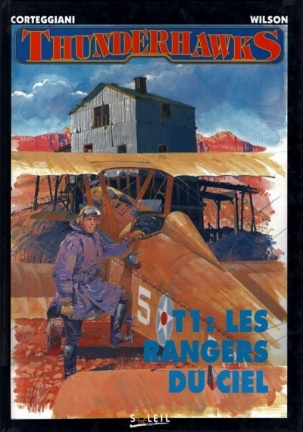 CORTEGGIANI WILSON
THUNDERHAWKS
5
T1: LES
RANGERS
DU CIEL
SOLEIL